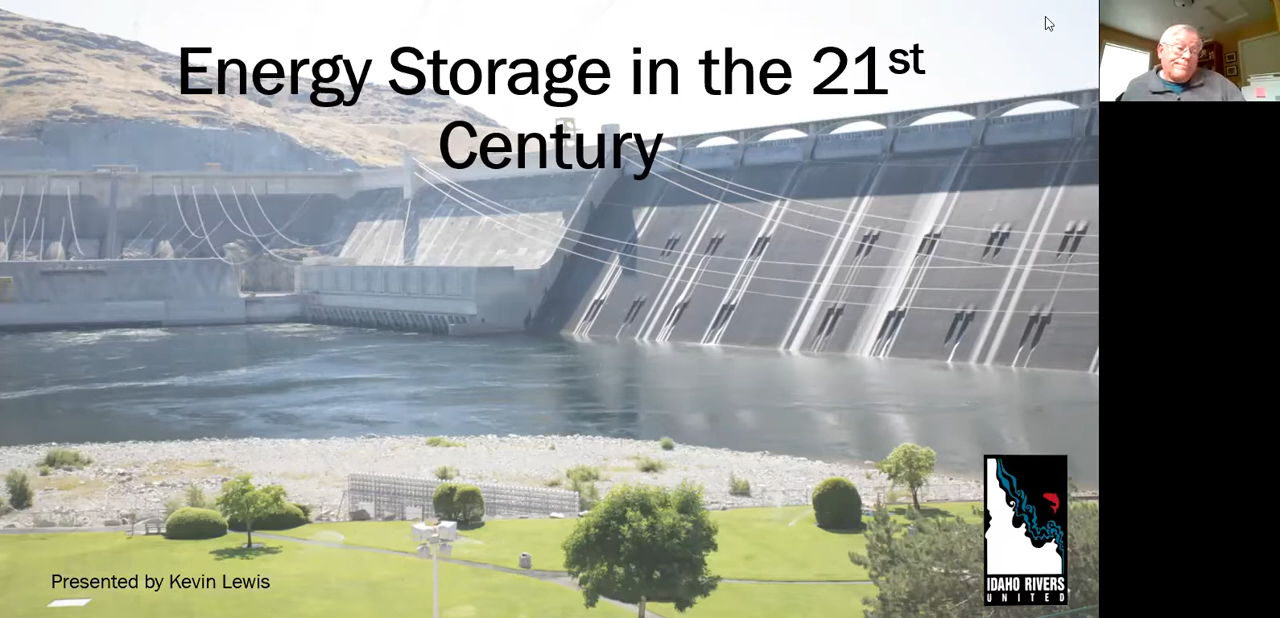 Energy Storage in the 21st
Century
Presented by Kevin Lewis
IDAHO RIVERS
UNITED